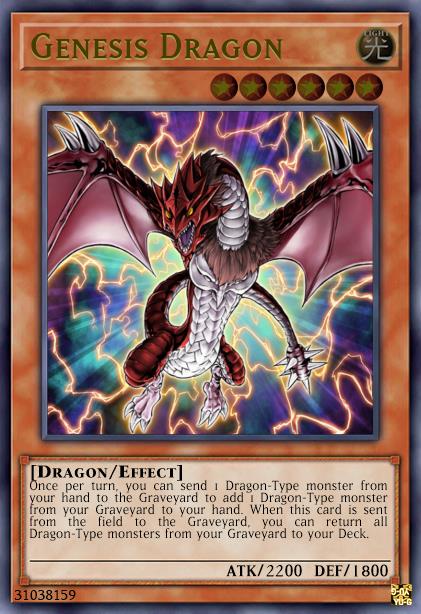 GENESIS DRAGON
LIGHT
光
[DRAGON/EFFECT]
Once per turn, you can send 1 Dragon-Type monster from
your hand to the Graveyard to add 1 Dragon-Type monster
from your Graveyard to your hand. When this card is sent
from the field to the Graveyard, you can return all
Dragon-Type monsters from your Graveyard to your Deck.
ATK/2200 DEF/1800
31038159